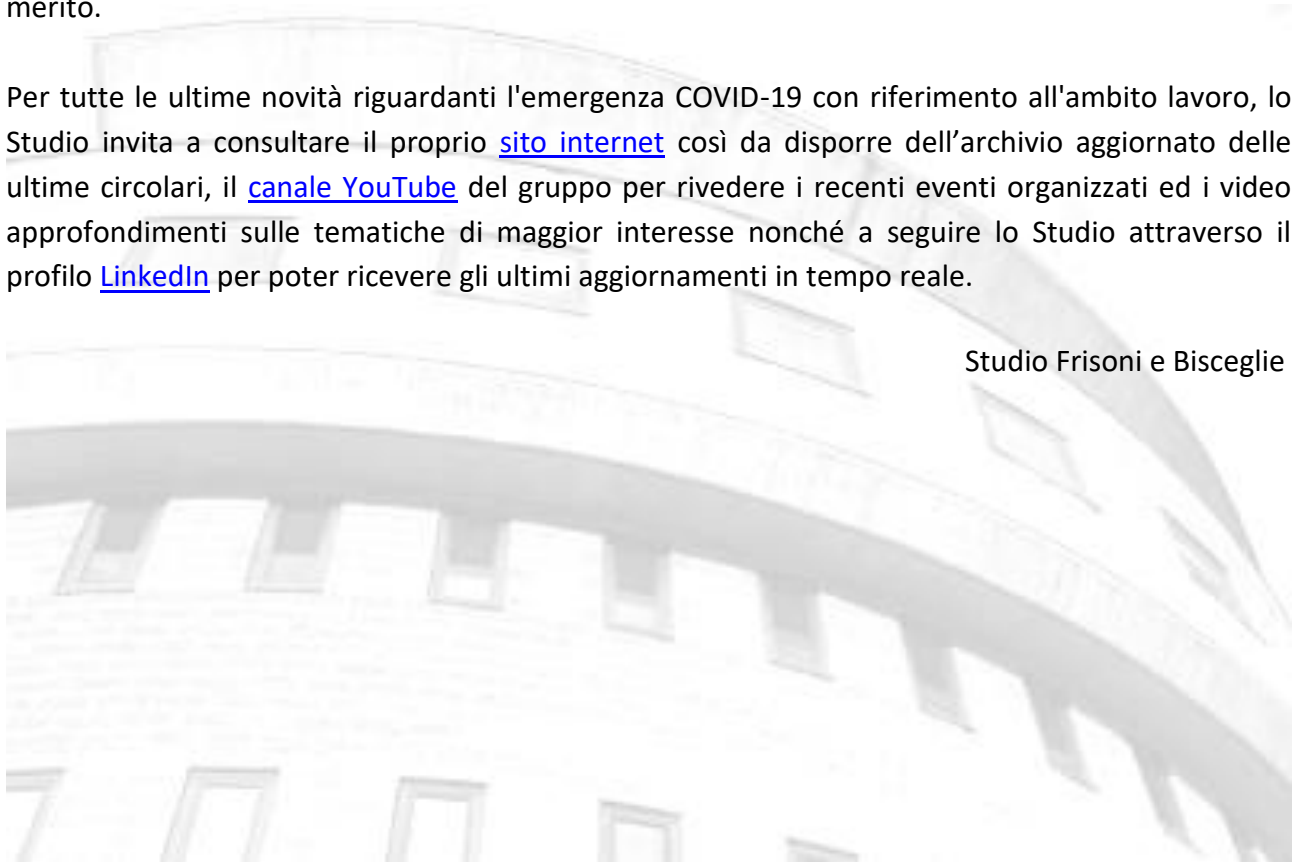 merito.
Per tutte le ultime novità riguardanti l'emergenza COVID-19 con riferimento all'ambito lavoro, lo
Studio invita a consultare il proprio sito internet così da disporre dell’archivio aggiornato delle
ultime circolari, il canale YouTube del gruppo per rivedere i recenti eventi organizzati ed i video
approfondimenti sulle tematiche di maggior interesse nonché a seguire lo Studio attraverso il
profilo LinkedIn per poter ricevere gli ultimi aggiornamenti in tempo reale.
Studio Frisoni e Bisceglie